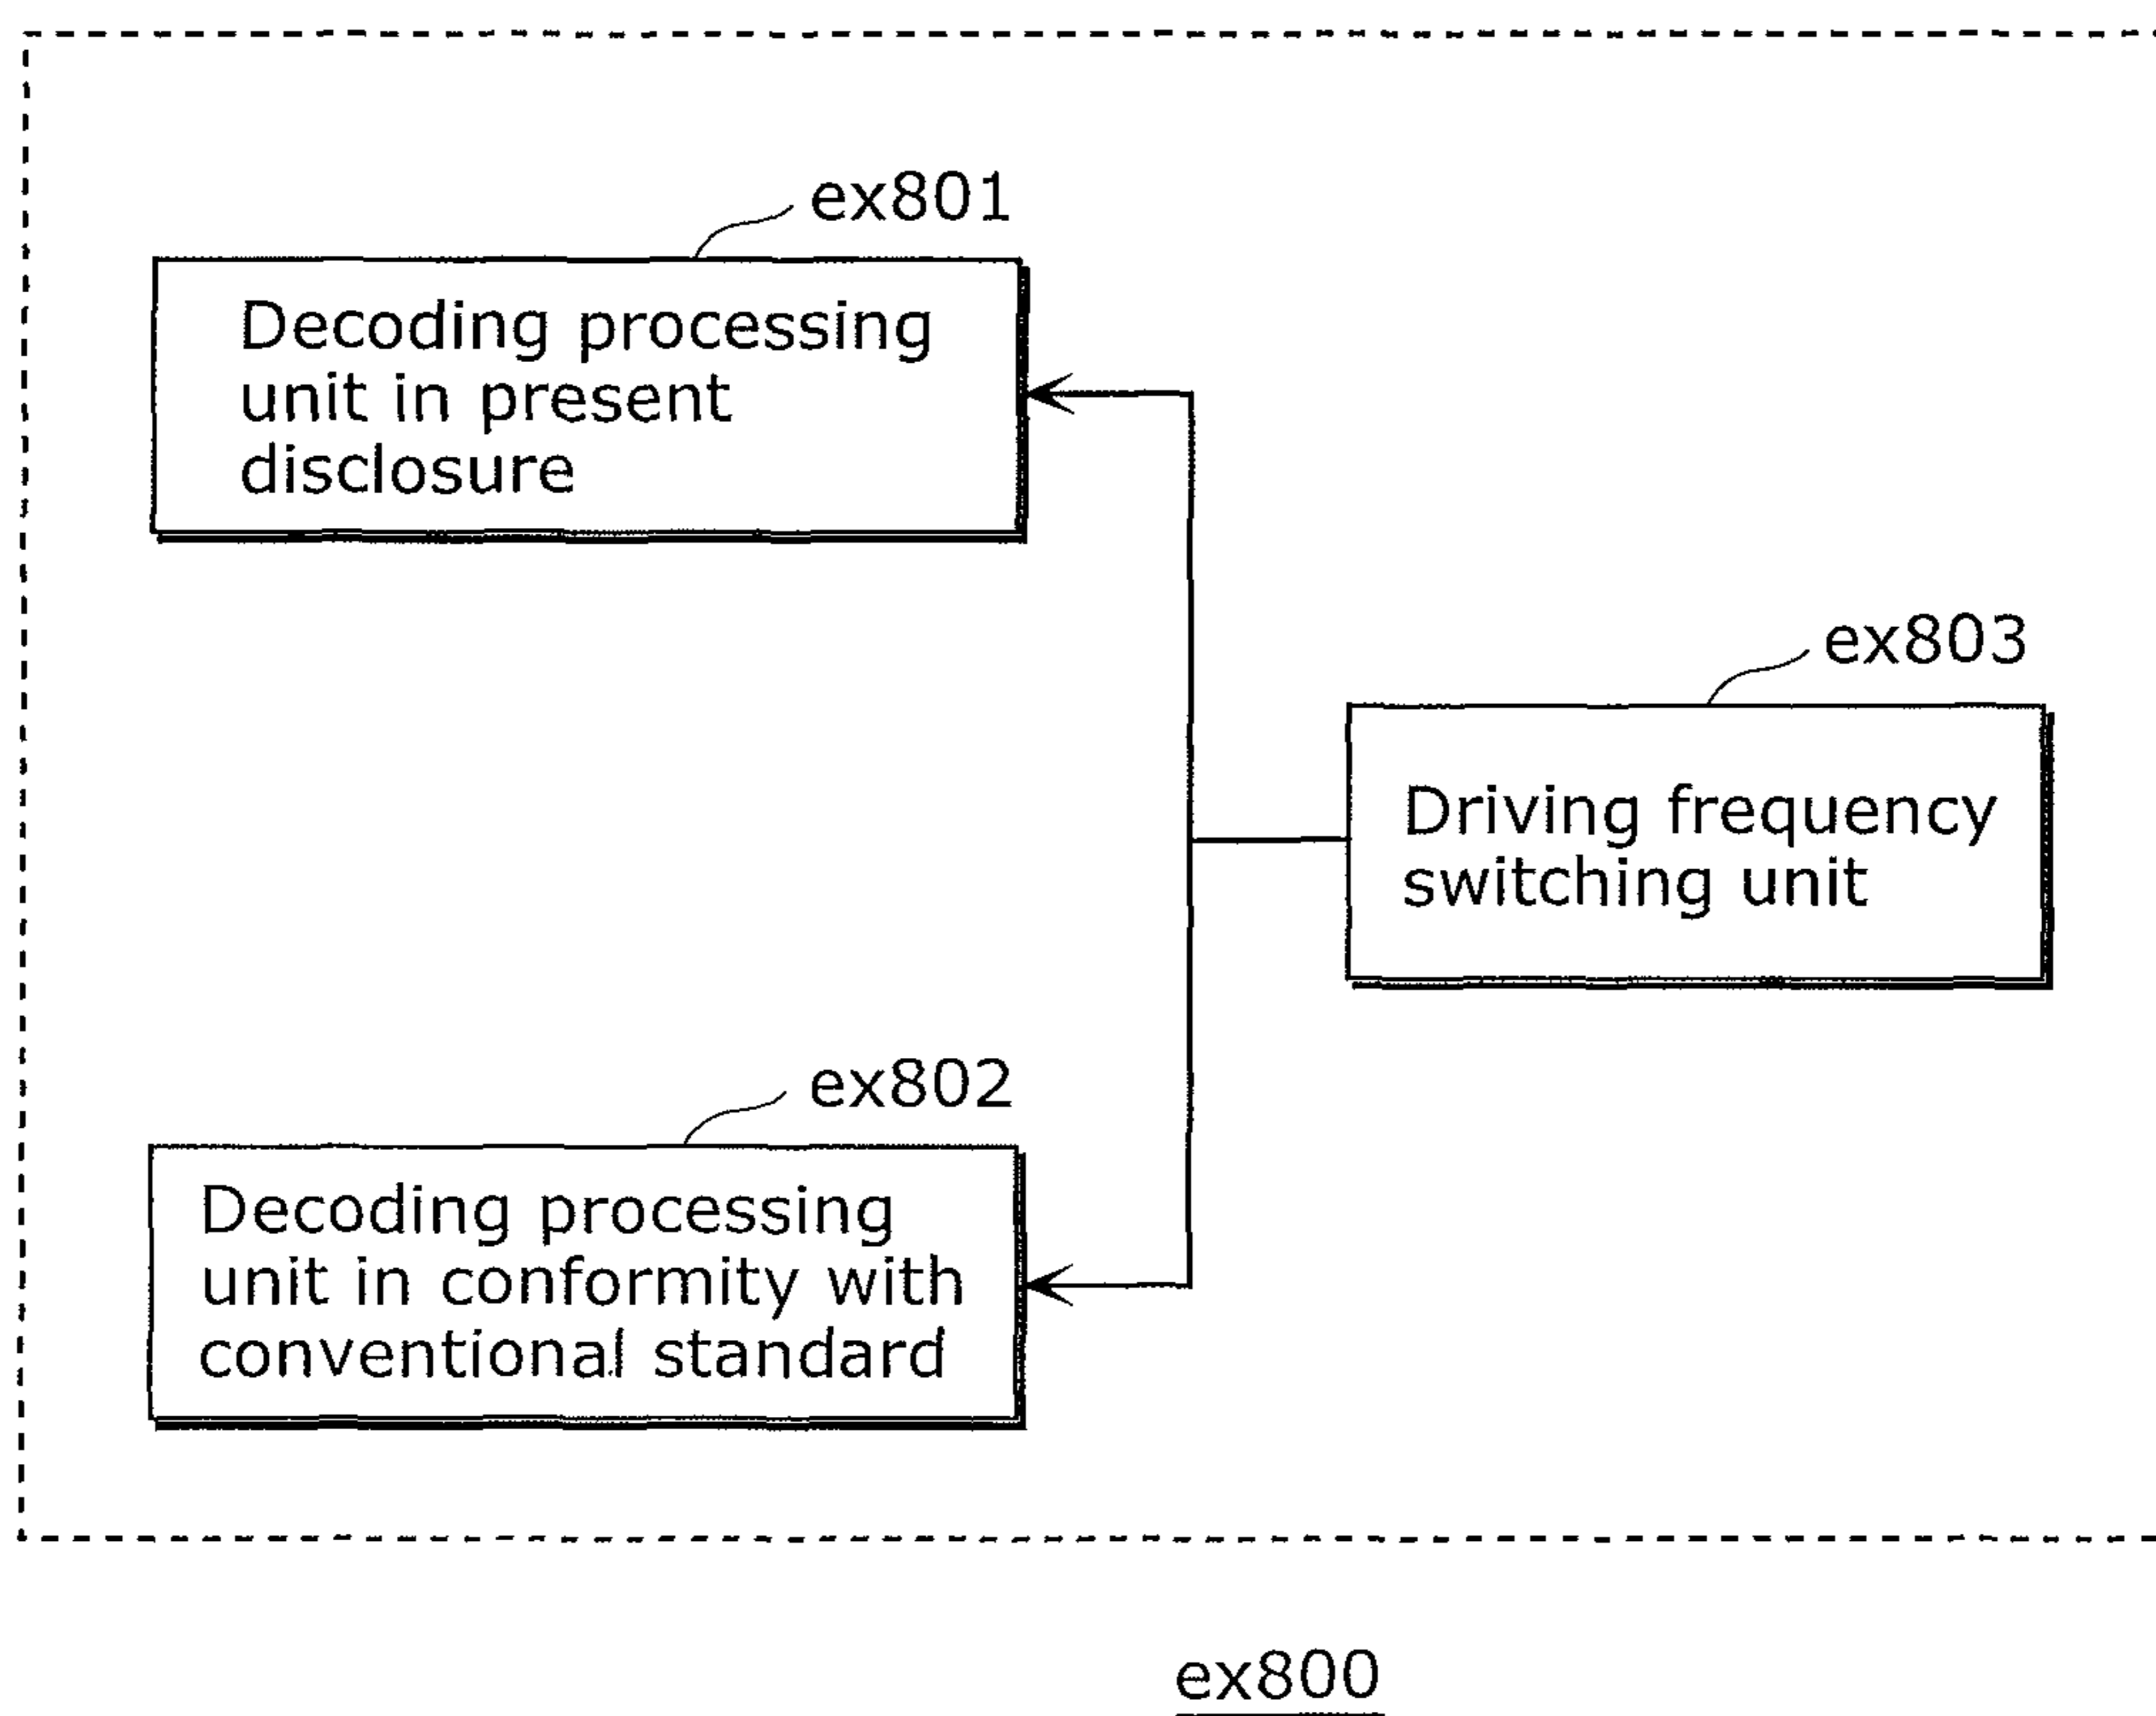 ex801
Decoding processing
unit in present
disclosure
ex803
Driving frequency
switching unit
ex802
Decoding processing
unit in conformity with
conventional standard
ex800